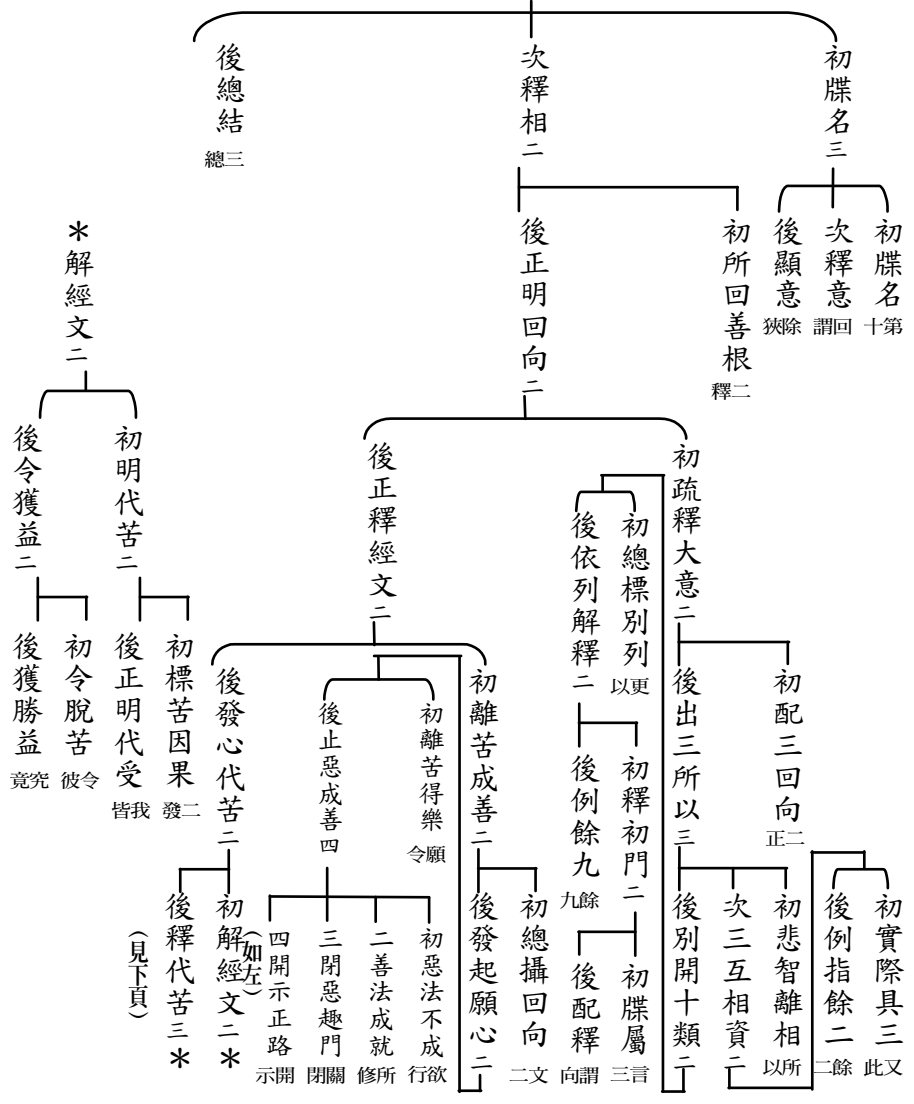 初牒名三
初牒名
第十
次釋意
回謂
後顯意
除狹
次釋相二
初所回善根
二釋
後正明回向二
初疏釋大意二
初配三回向
二正
後出三所以三
初悲智離相
所以
次三互相資二
初實際具三
又此
後例指餘二
餘二
後別開十類二
初總標別列
更以
後依列解釋二
初釋初門二
初牒屬
言三
後配釋
謂向
後例餘九
餘九
後正釋經文二
初離苦成善二
初總攝回向
文二
後發起願心二
初離苦得樂
願令
後止惡成善四
初惡法不成
欲行
二善法成就
所修
三閉惡趣門
關閉
四開示正路
開示
後發心代苦二
初解經文二*
(如左)
後釋代苦三*
(見下頁)
後總結
三總
*解經文二
初明代苦二
初標苦因果
二發
後正明代受
我皆
後令獲益二
初令脫苦
令彼
後獲勝益
究竟